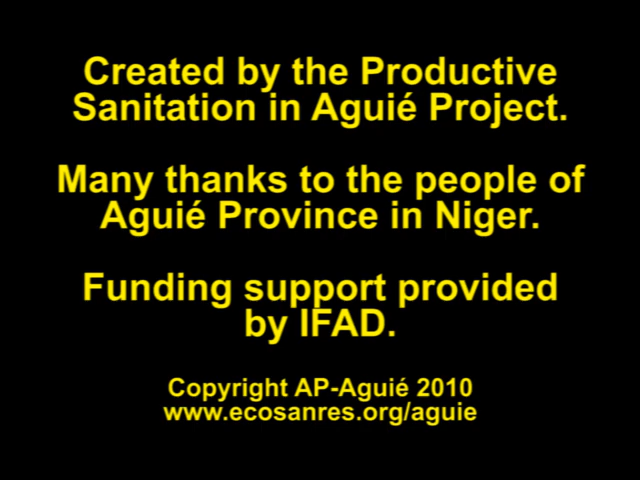 Created by the Productive
Sanitation in Aguié Project.
Many thanks to the people of
Aguié Province in Niger.
Funding support provided
by IFAD.
Copyright AP-Aguié 2010
www.ecosanres.org/aguie